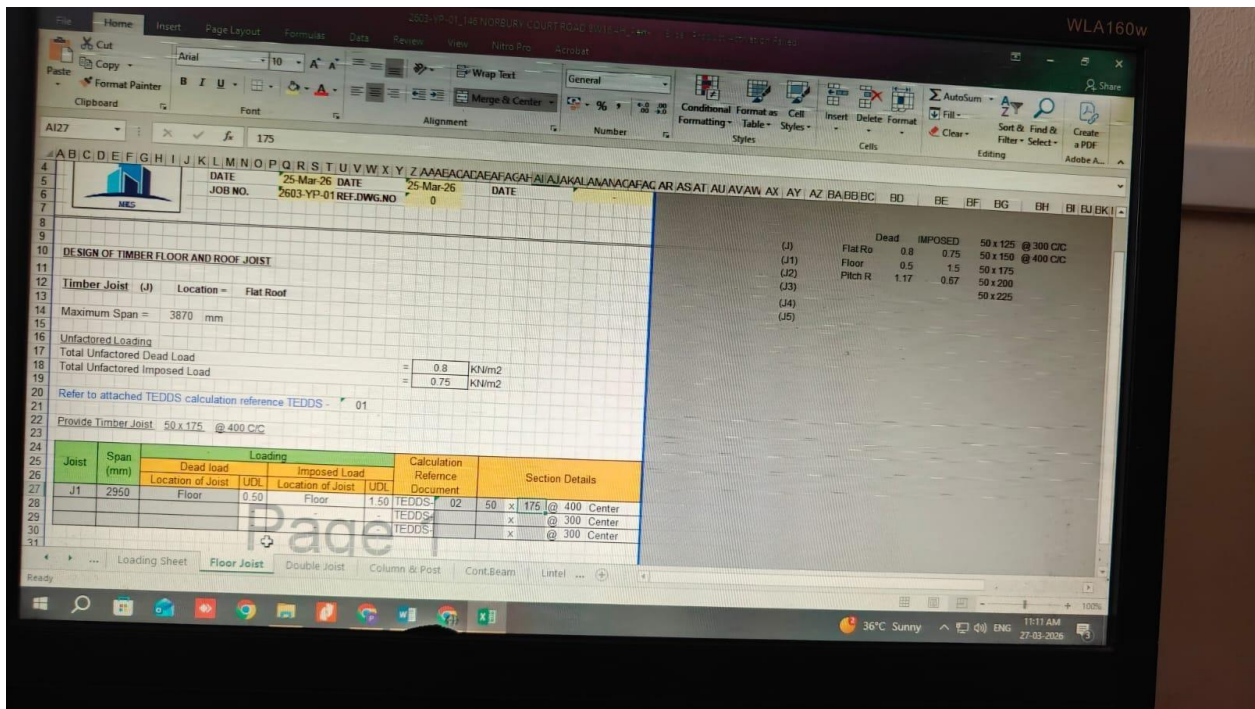 WLA160w
File Home Insert Page Layout Formulas Data Review View Nitro Pro Acrobat
Share
Paste
Cut
Copy
Format Painter
Clipboard
Arial 10
B I U
Font
Wrap Text
Merge & Center
Alignment
General
Number
Conditional Formatting
Format as Table
Cell Styles
Styles
Insert Delete Format
Cells
AutoSum
Fill
Clear
Sort & Filter
Find & Select
Editing
Create a PDF
Adobe A...
AI27 fx 175
NKS
DATE 25-Mar-26 DATE 25-Mar-26 DATE -
JOB NO. 2603-YP-01 REF.DWG.NO 0
DESIGN OF TIMBER FLOOR AND ROOF JOIST
Timber Joist (J) Location = Flat Roof
Maximum Span = 3870 mm
Unfactored Loading
Total Unfactored Dead Load = 0.8 KN/m2
Total Unfactored Imposed Load = 0.75 KN/m2
Refer to attached TEDDS calculation reference TEDDS - 01
Provide Timber Joist 50 x 175 @ 400 C/C
Joist Span (mm) Loading Calculation Refernce Document Section Details
Dead load Imposed Load
Location of Joist UDL Location of Joist UDL
J1 2950 Floor 0.50 Floor 1.50 TEDDS- 02 50 x 175 @ 400 Center
- - TEDDS- x @ 300 Center
- TEDDS- x @ 300 Center
Page 1
Dead IMPOSED
(J) Flat Ro 0.8 0.75 50 x 125 @ 300 C/C
(J1) Floor 0.5 1.5 50 x 150 @ 400 C/C
(J2) Pitch R 1.17 0.67 50 x 175
(J3) 50 x 200
(J4) 50 x 225
(J5)
... Loading Sheet Floor Joist Double Joist Column & Post Cont.Beam Lintel ...
Ready
100%
36°C Sunny ENG 11:11 AM
27-03-2026
3